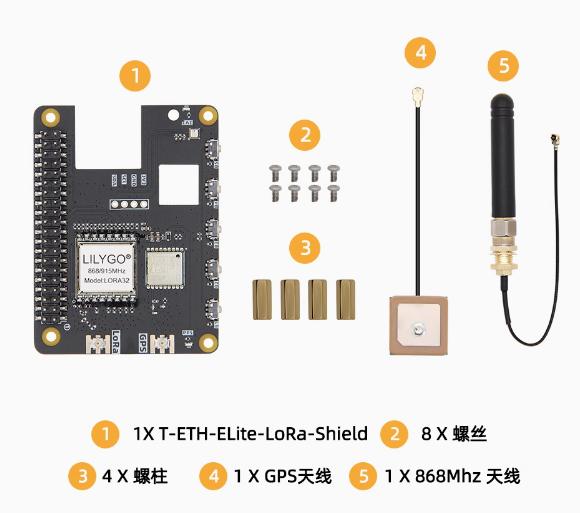 1
2
3
4
5
LILYGO®
868/915MHz
Model:LORA32
LoRa
GPS
1 1X T-ETH-ELite-LoRa-Shield 2 8 X 螺丝
3 4 X 螺柱 4 1 X GPS天线 5 1 X 868Mhz 天线